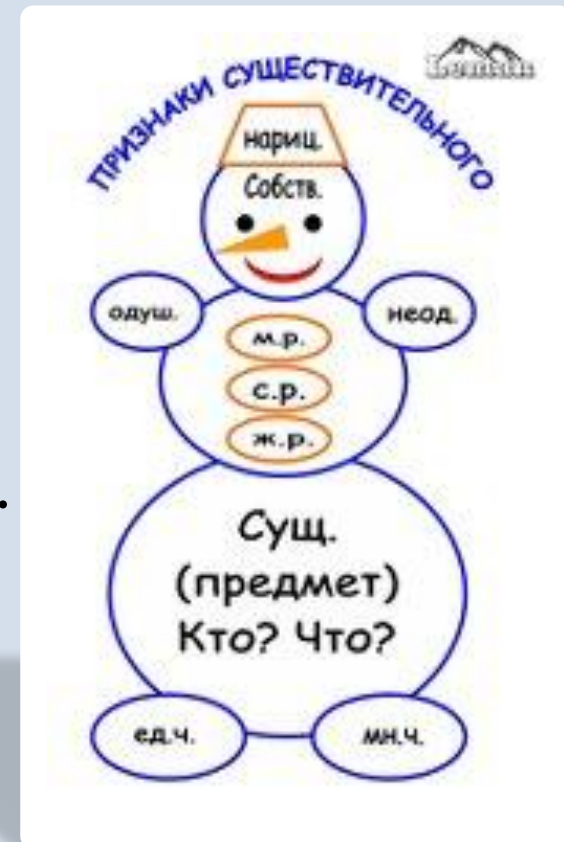 ПРИЗНАКИ СУЩЕСТВИТЕЛЬНОГО
нариц.
Собств.
одуш.
неод.
м.р.
с.р.
ж.р.
Сущ.
(предмет)
Кто? Что?
ед.ч.
мн.ч.